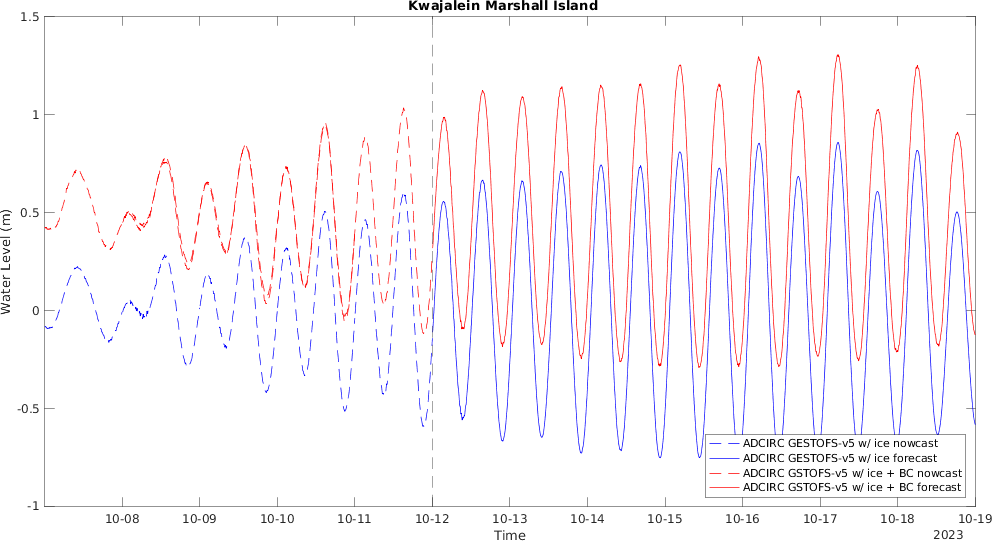 Kwajalein Marshall Island
1.5
1
0.5
0
-0.5
-1
Water Level (m)
10-08
10-09
10-10
10-11
10-12
10-13
10-14
10-15
10-16
10-17
10-18
10-19
Time
2023
ADCIRC GESTOFS-v5 w/ ice nowcast
ADCIRC GESTOFS-v5 w/ ice forecast
ADCIRC GSTOFS-v5 w/ ice + BC nowcast
ADCIRC GSTOFS-v5 w/ ice + BC forecast